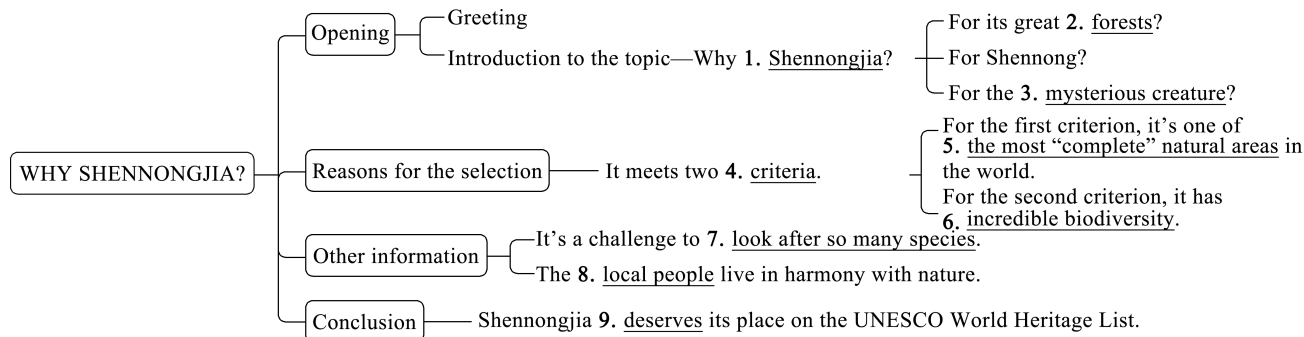 WHY SHENNONGJIA?
Opening
Greeting
Introduction to the topic—Why 1. Shennongjia?
For its great 2. forests?
For Shennong?
For the 3. mysterious creature?
Reasons for the selection
It meets two 4. criteria.
For the first criterion, it's one of
5. the most “complete” natural areas in
the world.
For the second criterion, it has
6. incredible biodiversity.
Other information
It's a challenge to 7. look after so many species.
The 8. local people live in harmony with nature.
Conclusion
Shennongjia 9. deserves its place on the UNESCO World Heritage List.